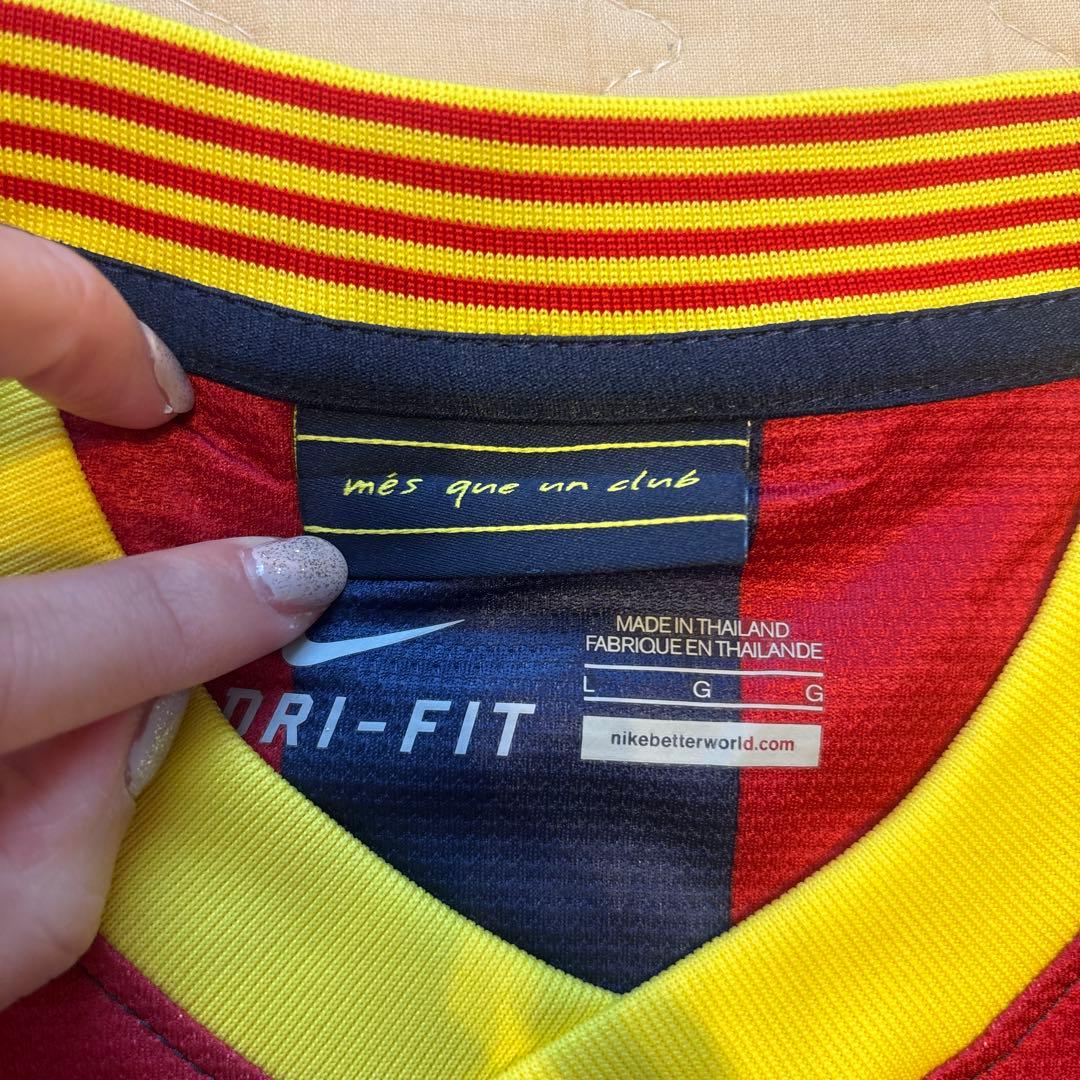 més que un club
MADE IN THAILAND
FABRIQUE EN THAILANDE
L G G
nikebetterworld.com
DRI-FIT